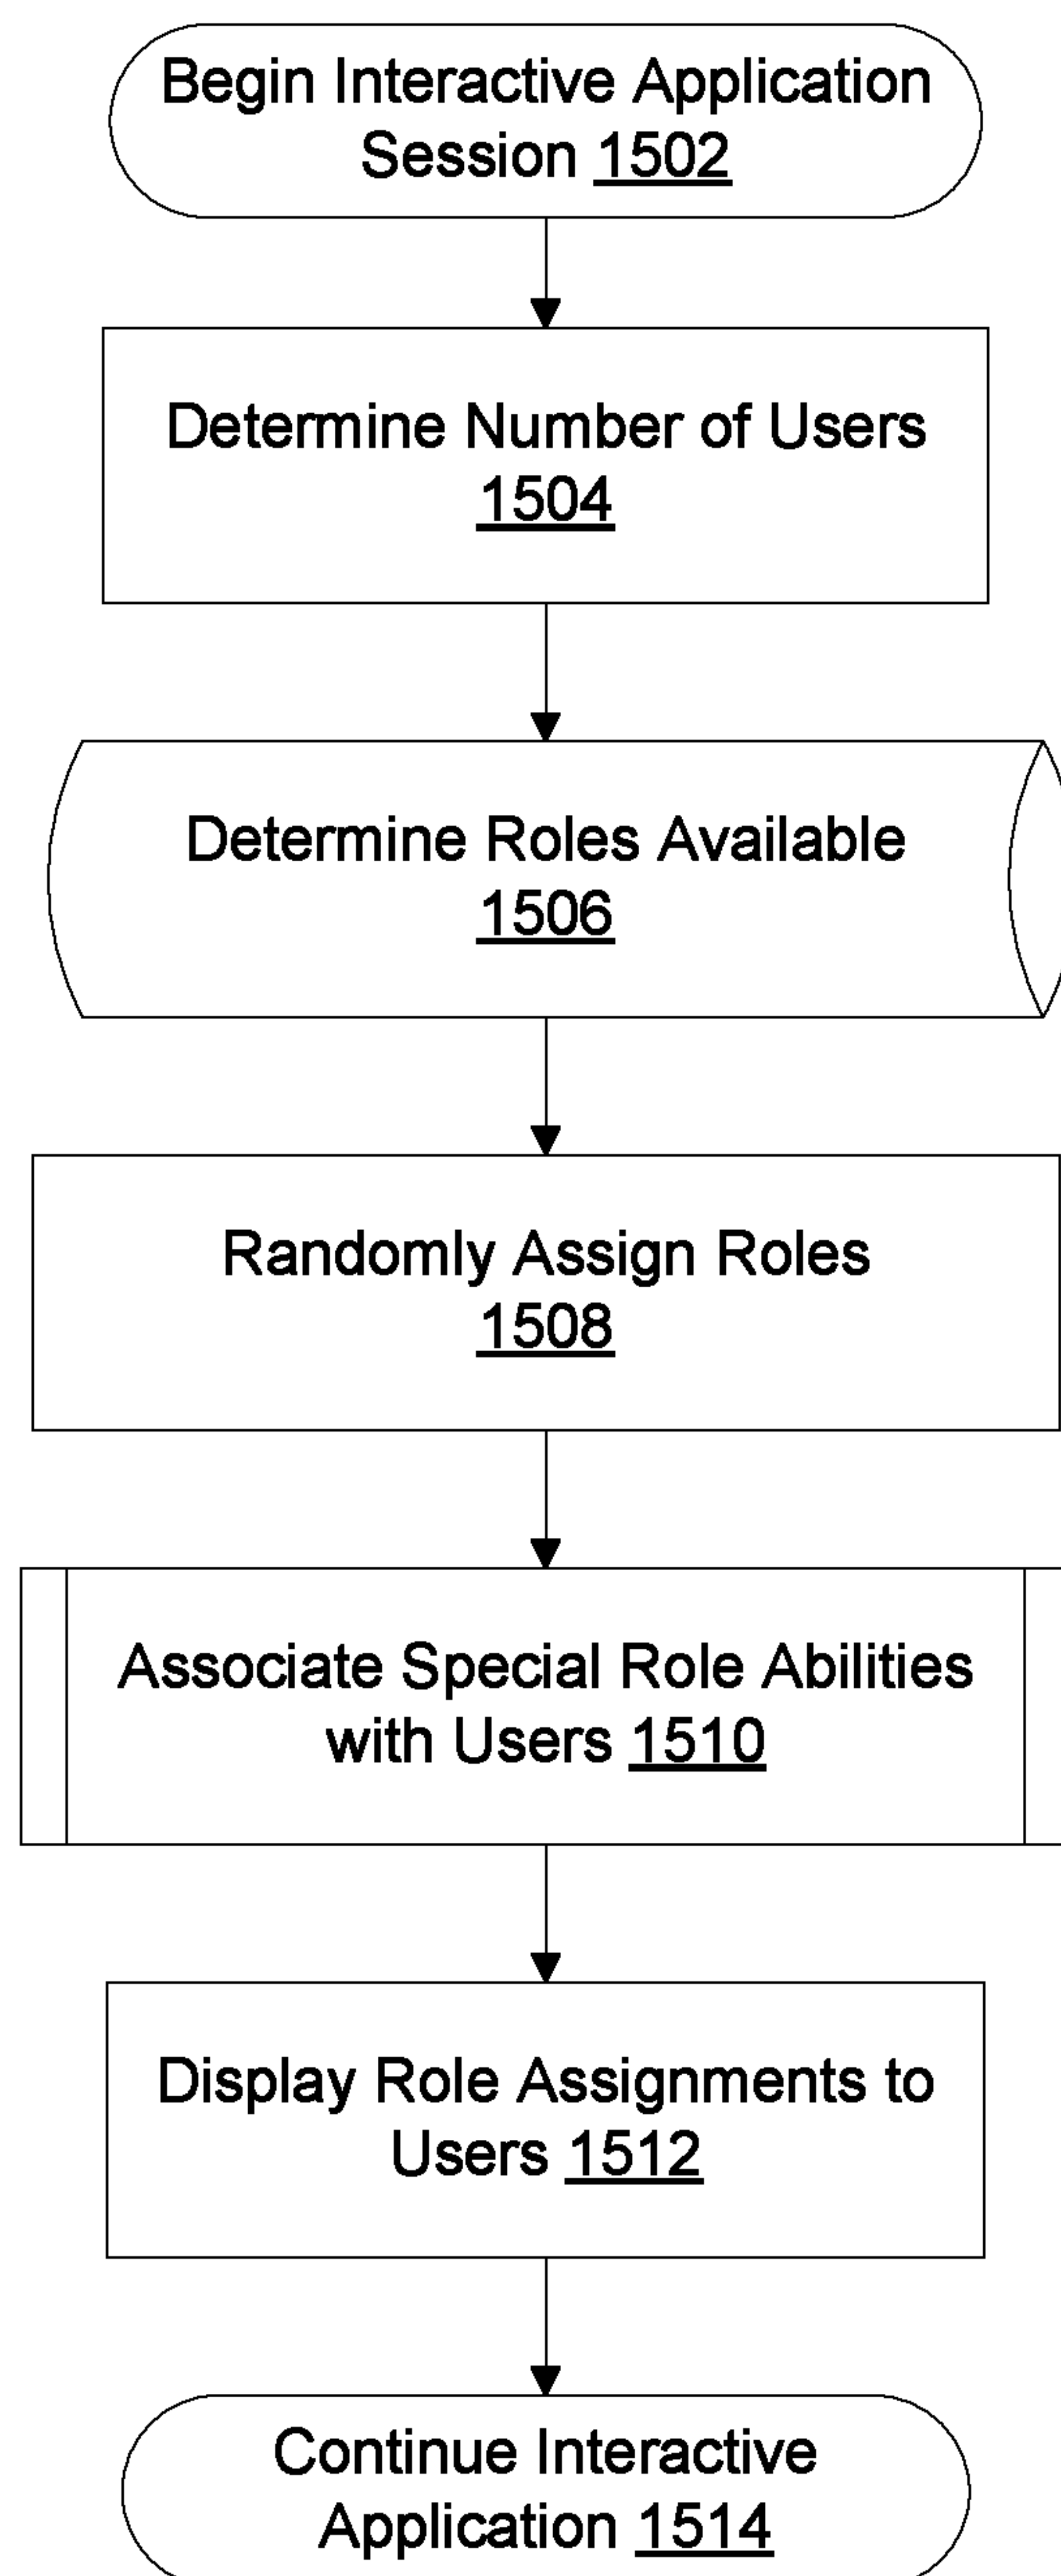 Begin Interactive Application
Session 1502
Determine Number of Users
1504
Determine Roles Available
1506
Randomly Assign Roles
1508
Associate Special Role Abilities
with Users 1510
Display Role Assignments to
Users 1512
Continue Interactive
Application 1514